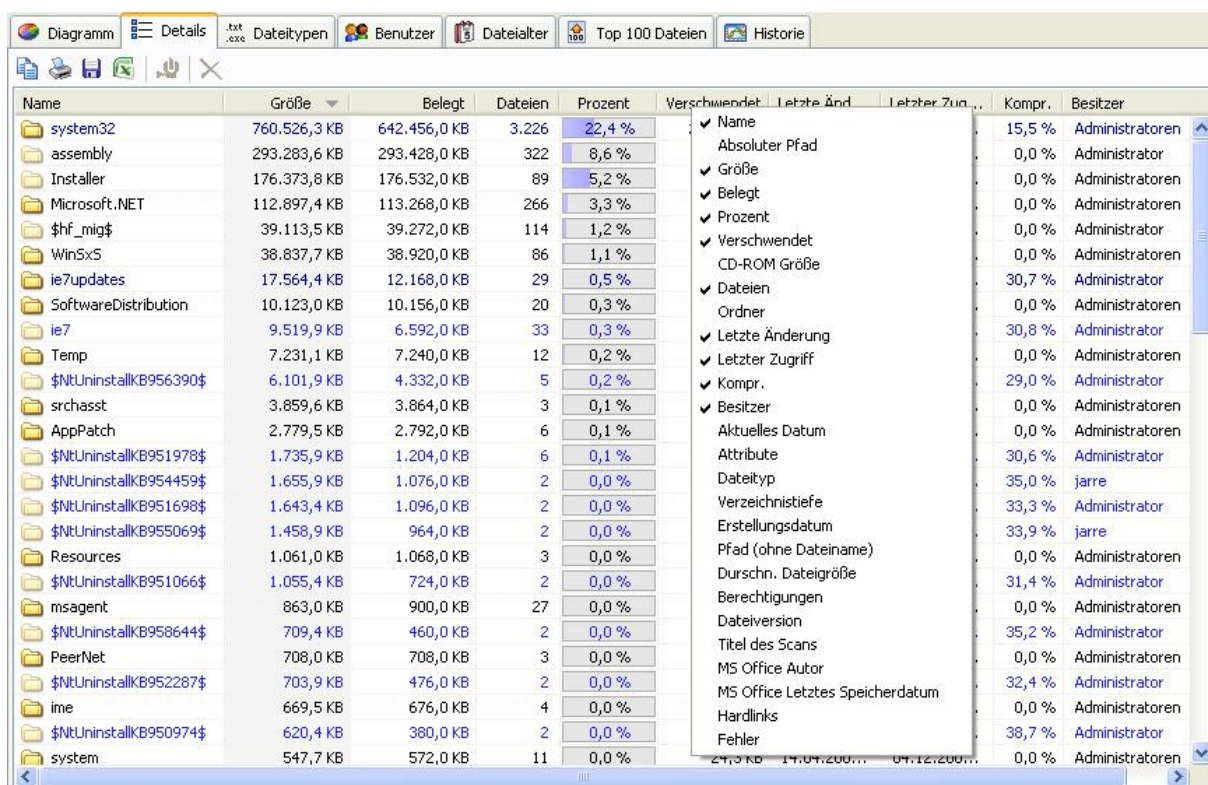 Diagramm Details .txt .exe Dateitypen Benutzer 5 Dateialter 100 Top 100 Dateien Historie
Name Größe Belegt Dateien Prozent Verschwendet Letzte Änd... Letzter Zug... Kompr. Besitzer
system32 760.526,3 KB 642.456,0 KB 3.226 22,4 % 15,5 % Administratoren
assembly 293.283,6 KB 293.428,0 KB 322 8,6 % 0,0 % Administrator
Installer 176.373,8 KB 176.532,0 KB 89 5,2 % 0,0 % Administratoren
Microsoft.NET 112.897,4 KB 113.268,0 KB 266 3,3 % 0,0 % Administratoren
$hf_mig$ 39.113,5 KB 39.272,0 KB 114 1,2 % 0,0 % Administrator
WinSxS 38.837,7 KB 38.920,0 KB 86 1,1 % 0,0 % Administratoren
ie7updates 17.564,4 KB 12.168,0 KB 29 0,5 % 30,7 % Administrator
SoftwareDistribution 10.123,0 KB 10.156,0 KB 20 0,3 % 0,0 % Administratoren
ie7 9.519,9 KB 6.592,0 KB 33 0,3 % 30,8 % Administrator
Temp 7.231,1 KB 7.240,0 KB 12 0,2 % 0,0 % Administratoren
$NtUninstallKB956390$ 6.101,9 KB 4.332,0 KB 5 0,2 % 29,0 % Administrator
srchasst 3.859,6 KB 3.864,0 KB 3 0,1 % 0,0 % Administratoren
AppPatch 2.779,5 KB 2.792,0 KB 6 0,1 % 0,0 % Administratoren
$NtUninstallKB951978$ 1.735,9 KB 1.204,0 KB 6 0,1 % 30,6 % Administrator
$NtUninstallKB954459$ 1.655,9 KB 1.076,0 KB 2 0,0 % 35,0 % jarre
$NtUninstallKB951698$ 1.643,4 KB 1.096,0 KB 2 0,0 % 33,3 % Administrator
$NtUninstallKB955069$ 1.458,9 KB 964,0 KB 2 0,0 % 33,9 % jarre
Resources 1.061,0 KB 1.068,0 KB 3 0,0 % 0,0 % Administratoren
$NtUninstallKB951066$ 1.055,4 KB 724,0 KB 2 0,0 % 31,4 % Administrator
msagent 863,0 KB 900,0 KB 27 0,0 % 0,0 % Administratoren
$NtUninstallKB958644$ 709,4 KB 460,0 KB 2 0,0 % 35,2 % Administrator
PeerNet 708,0 KB 708,0 KB 3 0,0 % 0,0 % Administratoren
$NtUninstallKB952287$ 703,9 KB 476,0 KB 2 0,0 % 32,4 % Administrator
ime 669,5 KB 676,0 KB 4 0,0 % 0,0 % Administratoren
$NtUninstallKB950974$ 620,4 KB 380,0 KB 2 0,0 % 38,7 % Administrator
system 547,7 KB 572,0 KB 11 0,0 % 24,3 KB 14.04.200... 04.12.200... 0,0 % Administratoren
Name
Absoluter Pfad
Größe
Belegt
Prozent
Verschwendet
CD-ROM Größe
Dateien
Ordner
Letzte Änderung
Letzter Zugriff
Kompr.
Besitzer
Aktuelles Datum
Attribute
Dateityp
Verzeichnistiefe
Erstellungsdatum
Pfad (ohne Dateiname)
Durschn. Dateigröße
Berechtigungen
Dateiversion
Titel des Scans
MS Office Autor
MS Office Letztes Speicherdatum
Hardlinks
Fehler